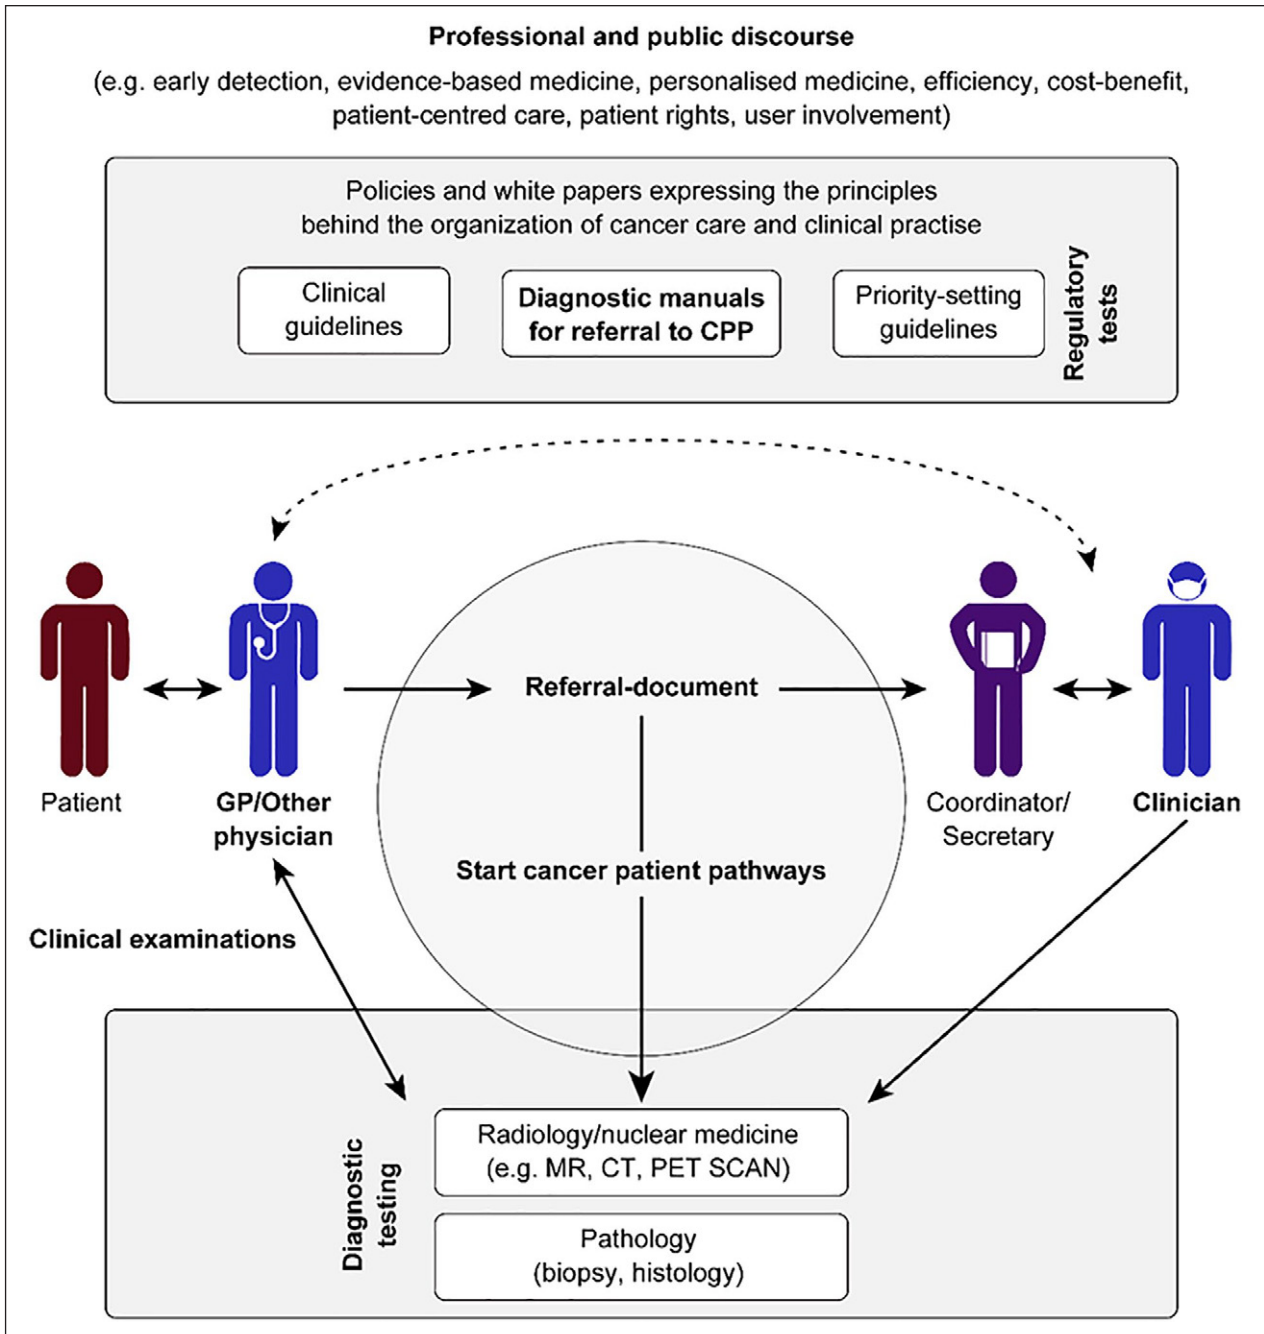 Professional and public discourse
(e.g. early detection, evidence-based medicine, personalised medicine, efficiency, cost-benefit,
patient-centred care, patient rights, user involvement)
Policies and white papers expressing the principles
behind the organization of cancer care and clinical practise
Clinical
guidelines
Diagnostic manuals
for referral to CPP
Priority-setting
guidelines
Regulatory
tests
Referral-document
Patient
GP/Other
physician
Coordinator/
Secretary
Clinician
Start cancer patient pathways
Clinical examinations
Diagnostic
testing
Radiology/nuclear medicine
(e.g. MR, CT, PET SCAN)
Pathology
(biopsy, histology)